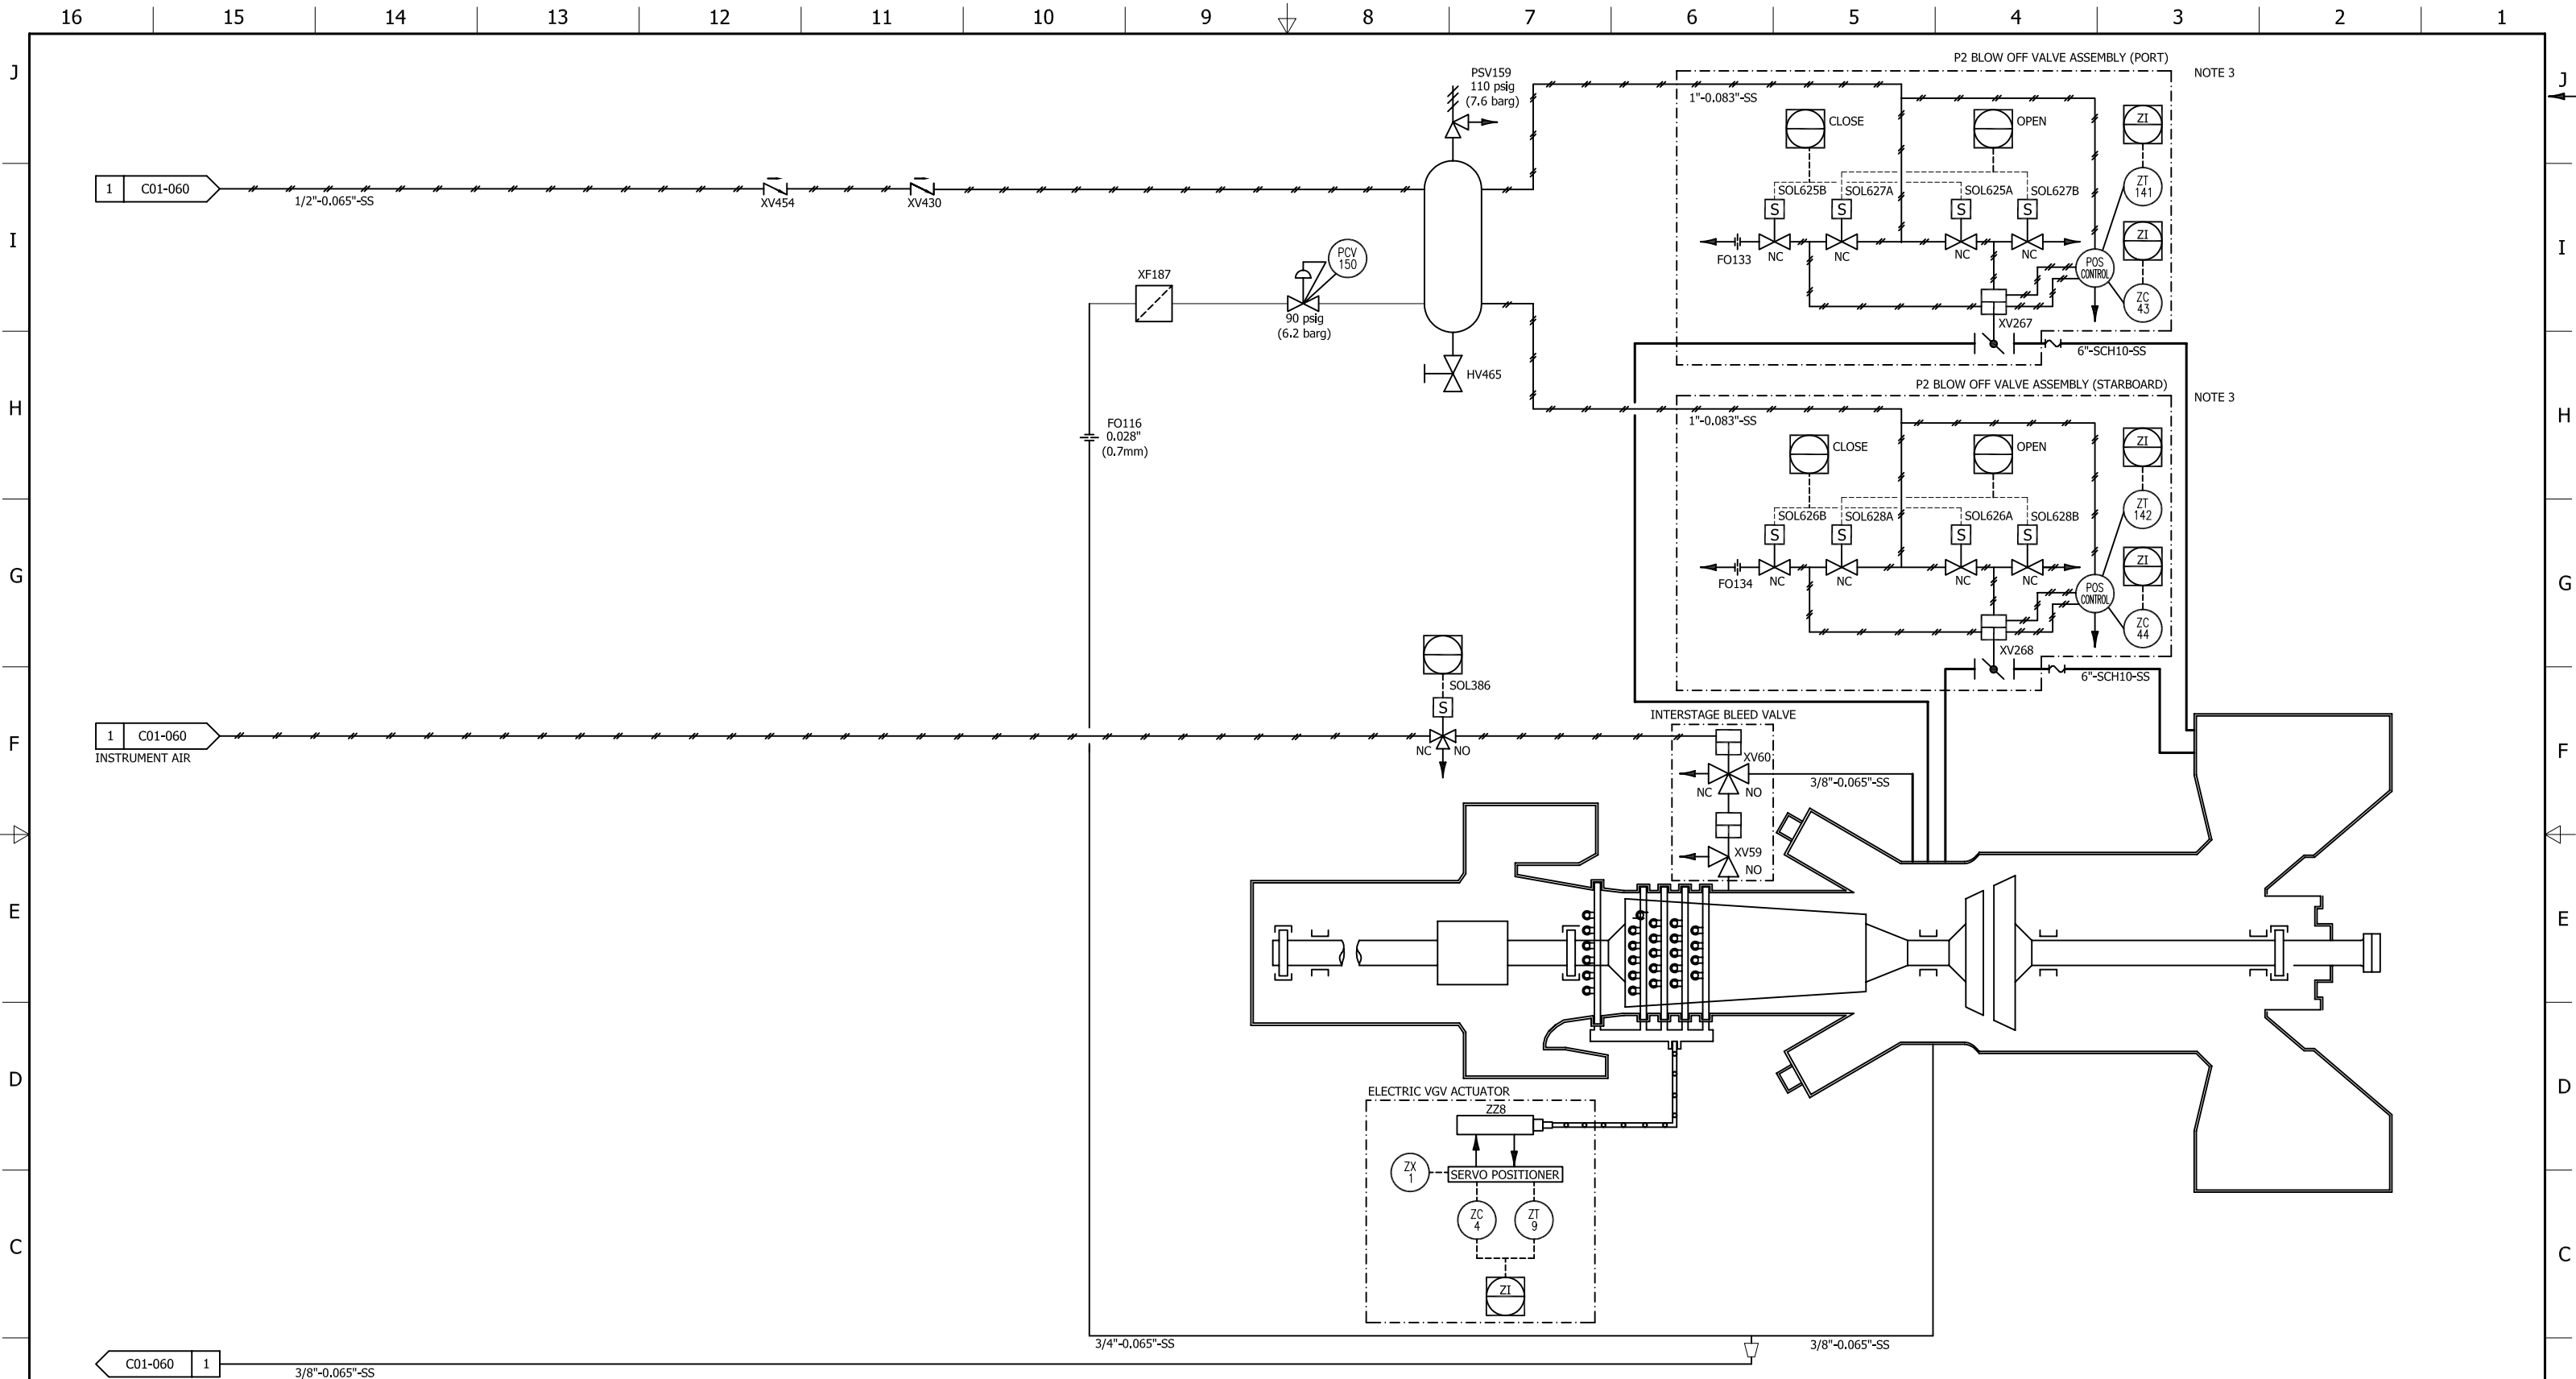 16 15 14 13 12 11 10 9 8 7 6 5 4 3 2 1
J
P2 BLOW OFF VALVE ASSEMBLY (PORT)
NOTE 3
J
PSV159
110 psig
(7.6 barg)
1"-0.083"-SS
CLOSE
OPEN
ZI
1 C01-060
1/2"-0.065"-SS
XV454
XV430
SOL625B
SOL627A
SOL625A
SOL627B
ZT
141
S S S S
I
I
FO133
NC NC NC NC
ZI
POS
CONTROL
ZC
43
XF187
PCV
150
90 psig
(6.2 barg)
XV267
6"-SCH10-SS
HV465
P2 BLOW OFF VALVE ASSEMBLY (STARBOARD)
NOTE 3
H
H
FO116
0.028"
(0.7mm)
1"-0.083"-SS
CLOSE
OPEN
ZI
SOL626B
SOL628A
SOL626A
SOL628B
ZT
142
S S S S
G
G
FO134
NC NC NC NC
ZI
POS
CONTROL
ZC
44
XV268
6"-SCH10-SS
SOL386
S
INTERSTAGE BLEED VALVE
F
1 C01-060
INSTRUMENT AIR
NC NO
XV60
NC NO
3/8"-0.065"-SS
F
XV59
NO
E
E
D
D
ELECTRIC VGV ACTUATOR
ZZ8
ZX
1
SERVO POSITIONER
ZC
4
ZT
9
C
C
ZI
3/4"-0.065"-SS
3/8"-0.065"-SS
C01-060 1
3/8"-0.065"-SS